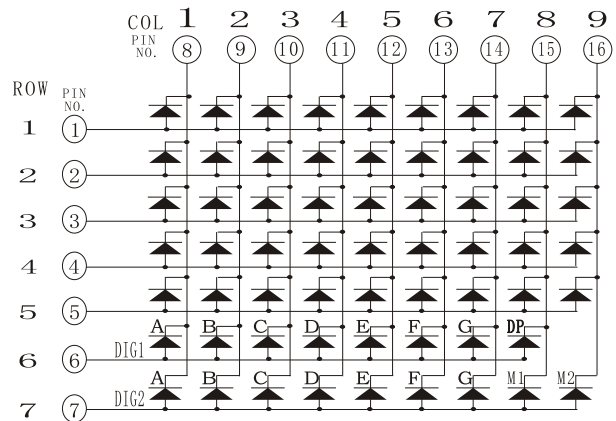 COL 1 2 3 4 5 6 7 8 9
PIN NO. 8 9 10 11 12 13 14 15 16
ROW PIN NO.
1 1
2 2
3 3
4 4
5 5
A B C D E F G DP
6 6 DIG1
A B C D E F G M1 M2
7 7 DIG2